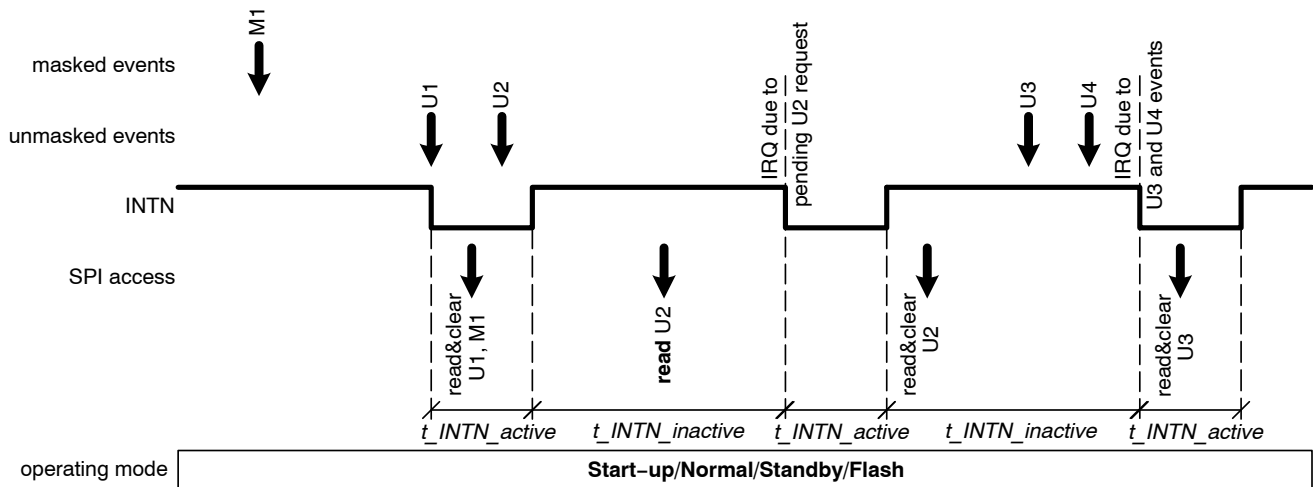 M1
masked events
U1
U2
IRQ due to
pending U2 request
U3
U4
IRQ due to
U3 and U4 events
unmasked events
INTN
SPI access
read&clear
U1, M1
read U2
read&clear
U2
read&clear
U3
t_INTN_active
t_INTN_inactive
t_INTN_active
t_INTN_inactive
t_INTN_active
operating mode
Start−up/Normal/Standby/Flash